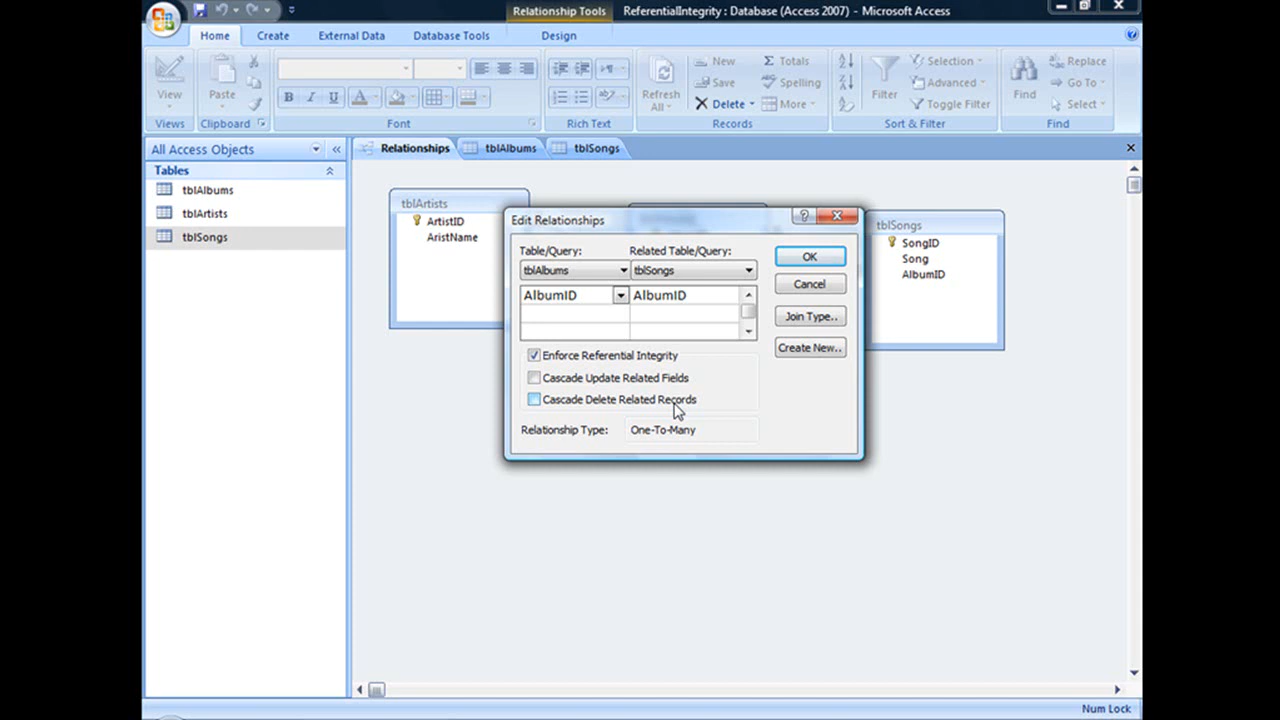 Relationship Tools
ReferentialIntegrity : Database (Access 2007) - Microsoft Access
Home Create External Data Database Tools Design
View Paste B I U A Refresh All New Save Delete Σ Totals Spelling More Filter Selection Advanced Toggle Filter Find Replace Go To Select
Views Clipboard Font Rich Text Records Sort & Filter Find
All Access Objects
Tables
tblAlbums
tblArtists
tblSongs
Relationships tblAlbums tblSongs
tblArtists
ArtistID
AristName
tblSongs
SongID
Song
AlbumID
Edit Relationships
Table/Query: Related Table/Query:
tblAlbums tblSongs
AlbumID AlbumID
Enforce Referential Integrity
Cascade Update Related Fields
Cascade Delete Related Records
Relationship Type: One-To-Many
OK
Cancel
Join Type..
Create New..
Num Lock